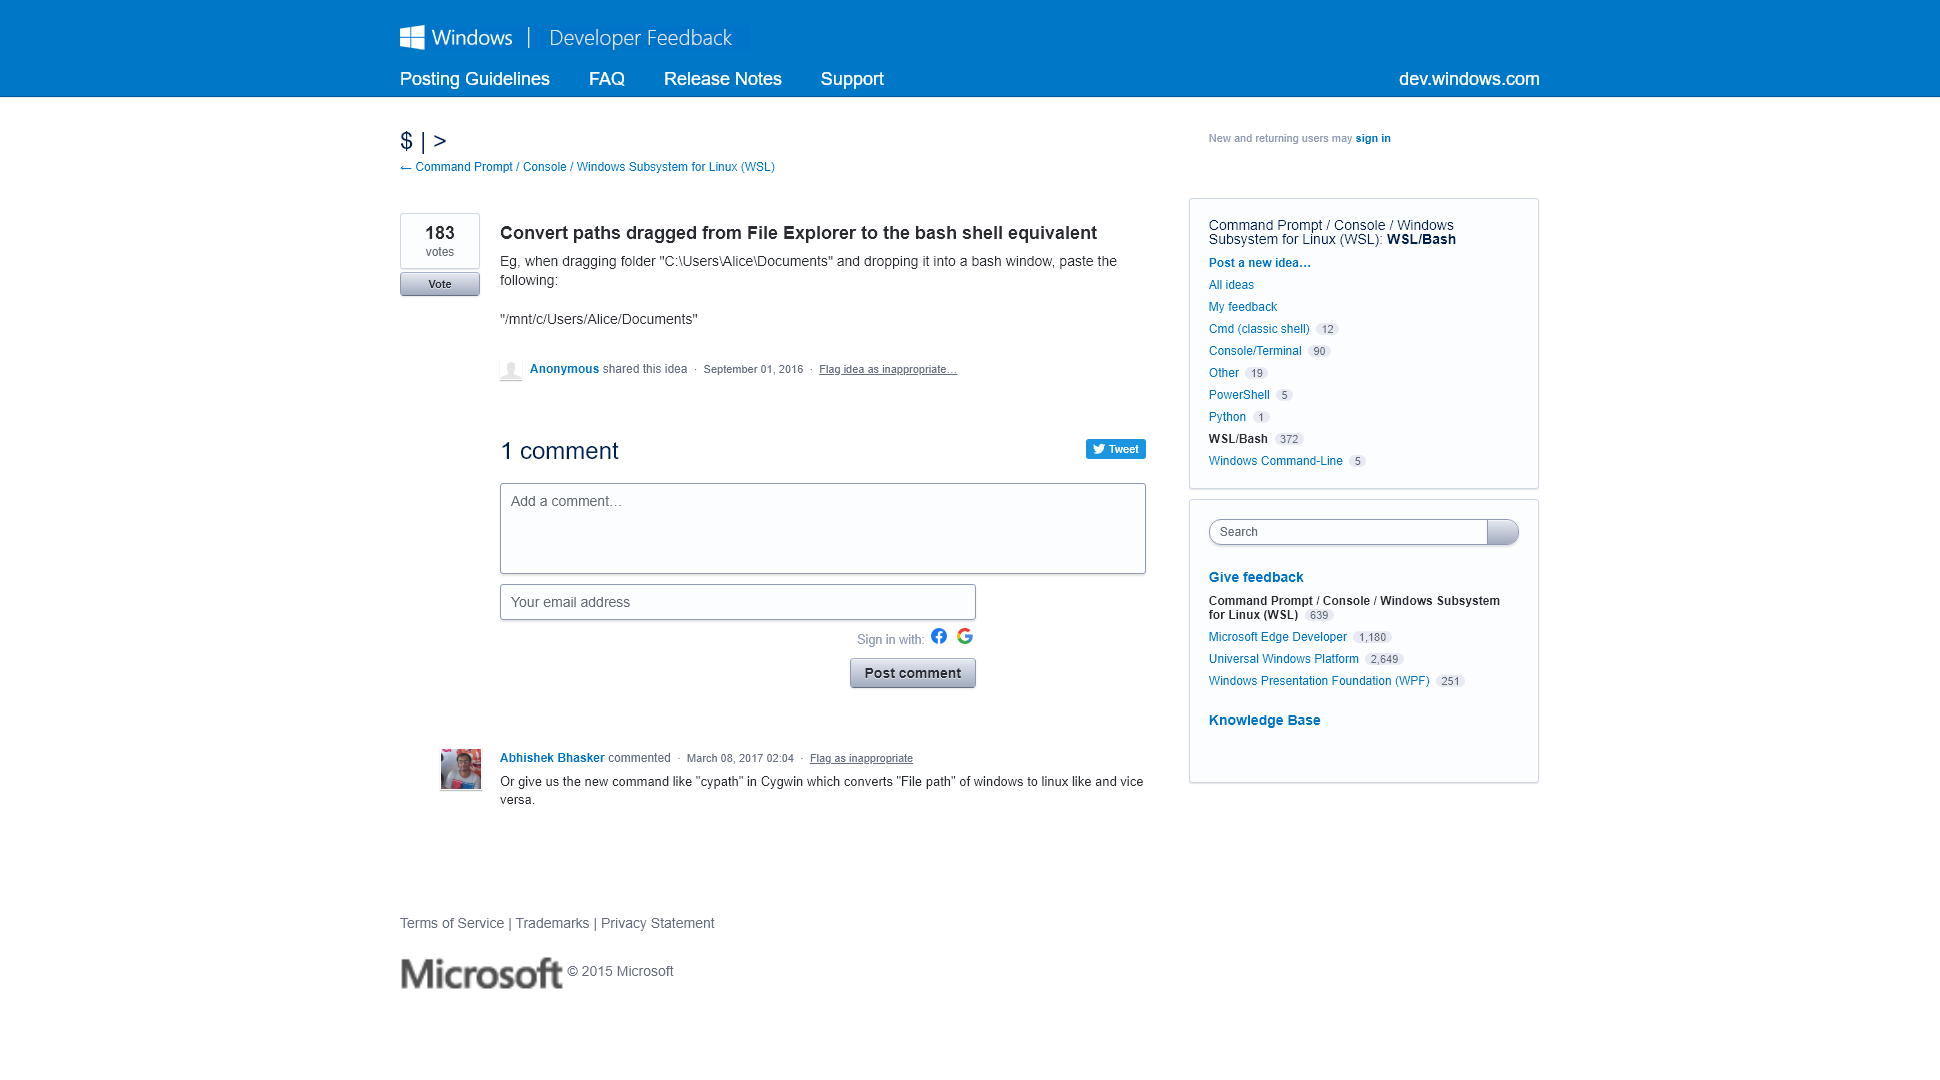 Windows | Developer Feedback
Posting Guidelines FAQ Release Notes Support dev.windows.com
$ | >
← Command Prompt / Console / Windows Subsystem for Linux (WSL)
New and returning users may sign in
183
votes
Vote
Convert paths dragged from File Explorer to the bash shell equivalent
Eg, when dragging folder "C:\Users\Alice\Documents" and dropping it into a bash window, paste the
following:
"/mnt/c/Users/Alice/Documents"
Anonymous shared this idea · September 01, 2016 · Flag idea as inappropriate…
1 comment
Tweet
Add a comment…
Your email address
Sign in with:
Post comment
Abhishek Bhasker commented · March 08, 2017 02:04 · Flag as inappropriate
Or give us the new command like "cypath" in Cygwin which converts "File path" of windows to linux like and vice
versa.
Command Prompt / Console / Windows
Subsystem for Linux (WSL): WSL/Bash
Post a new idea…
All ideas
My feedback
Cmd (classic shell) 12
Console/Terminal 90
Other 19
PowerShell 5
Python 1
WSL/Bash 372
Windows Command-Line 5
Search
Give feedback
Command Prompt / Console / Windows Subsystem
for Linux (WSL) 639
Microsoft Edge Developer 1,180
Universal Windows Platform 2,649
Windows Presentation Foundation (WPF) 251
Knowledge Base
Terms of Service | Trademarks | Privacy Statement
Microsoft © 2015 Microsoft